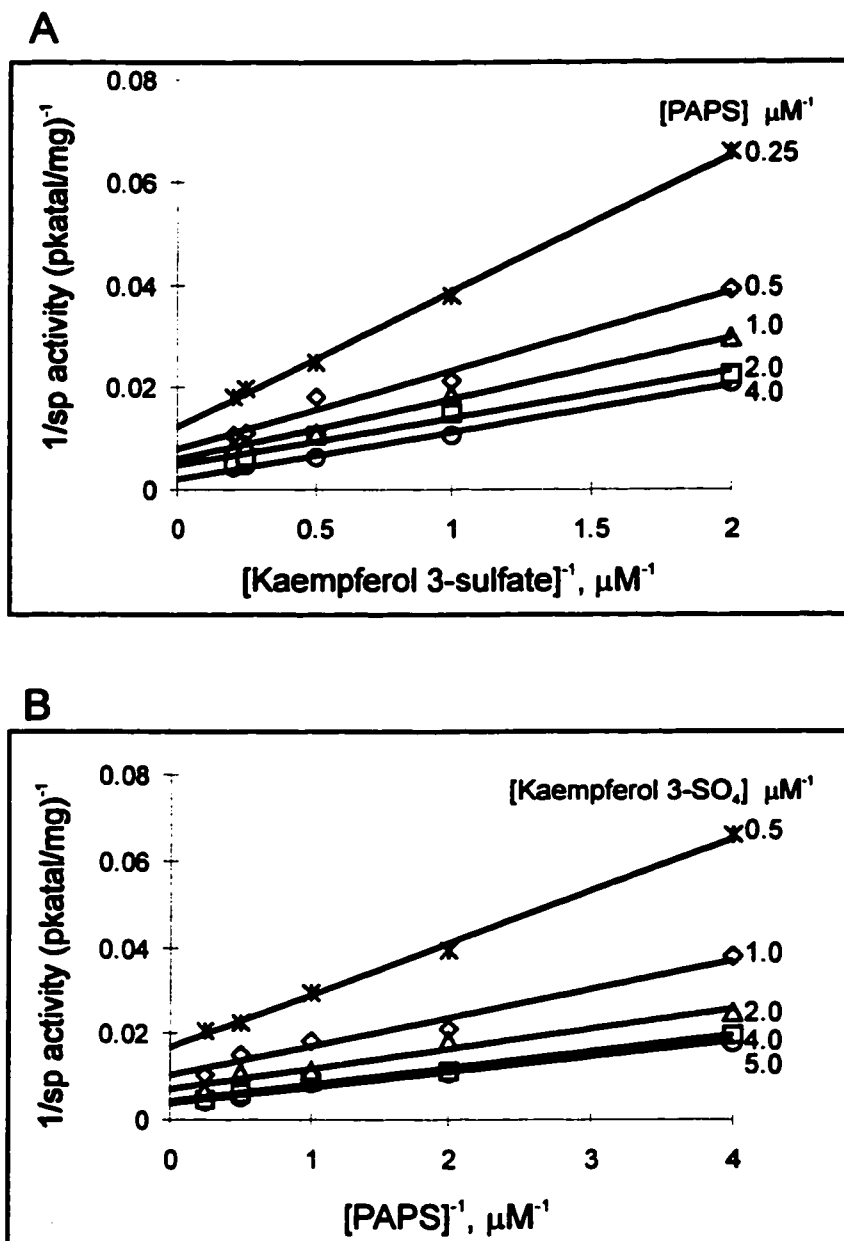 A
0.08
[PAPS] μM⁻¹
0.25
0.06
0.04
0.5
1.0
0.02
2.0
4.0
0
0 0.5 1 1.5 2
1/sp activity (pkatal/mg)⁻¹
[Kaempferol 3-sulfate]⁻¹, μM⁻¹
B
0.08
[Kaempferol 3-SO₄] μM⁻¹
0.5
0.06
0.04
1.0
2.0
0.02
4.0
5.0
0
0 1 2 3 4
1/sp activity (pkatal/mg)⁻¹
[PAPS]⁻¹, μM⁻¹